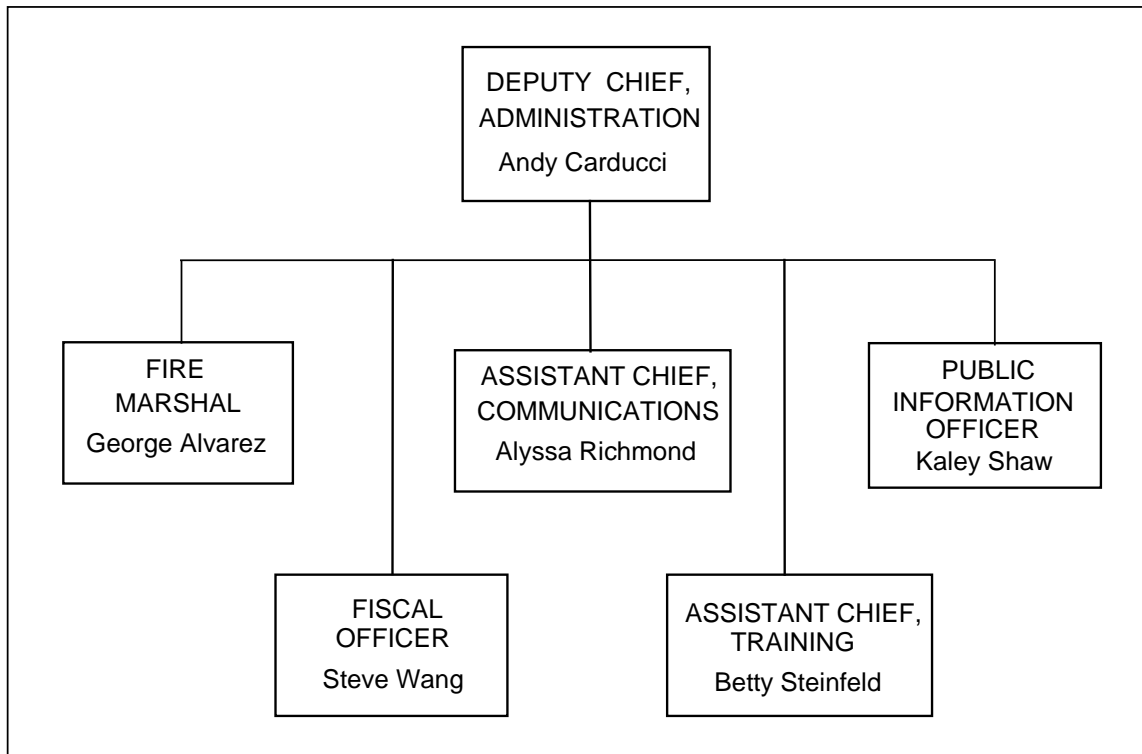 DEPUTY CHIEF,
ADMINISTRATION
Andy Carducci
FIRE
MARSHAL
George Alvarez
ASSISTANT CHIEF,
COMMUNICATIONS
Alyssa Richmond
PUBLIC
INFORMATION
OFFICER
Kaley Shaw
FISCAL
OFFICER
Steve Wang
ASSISTANT CHIEF,
TRAINING
Betty Steinfeld